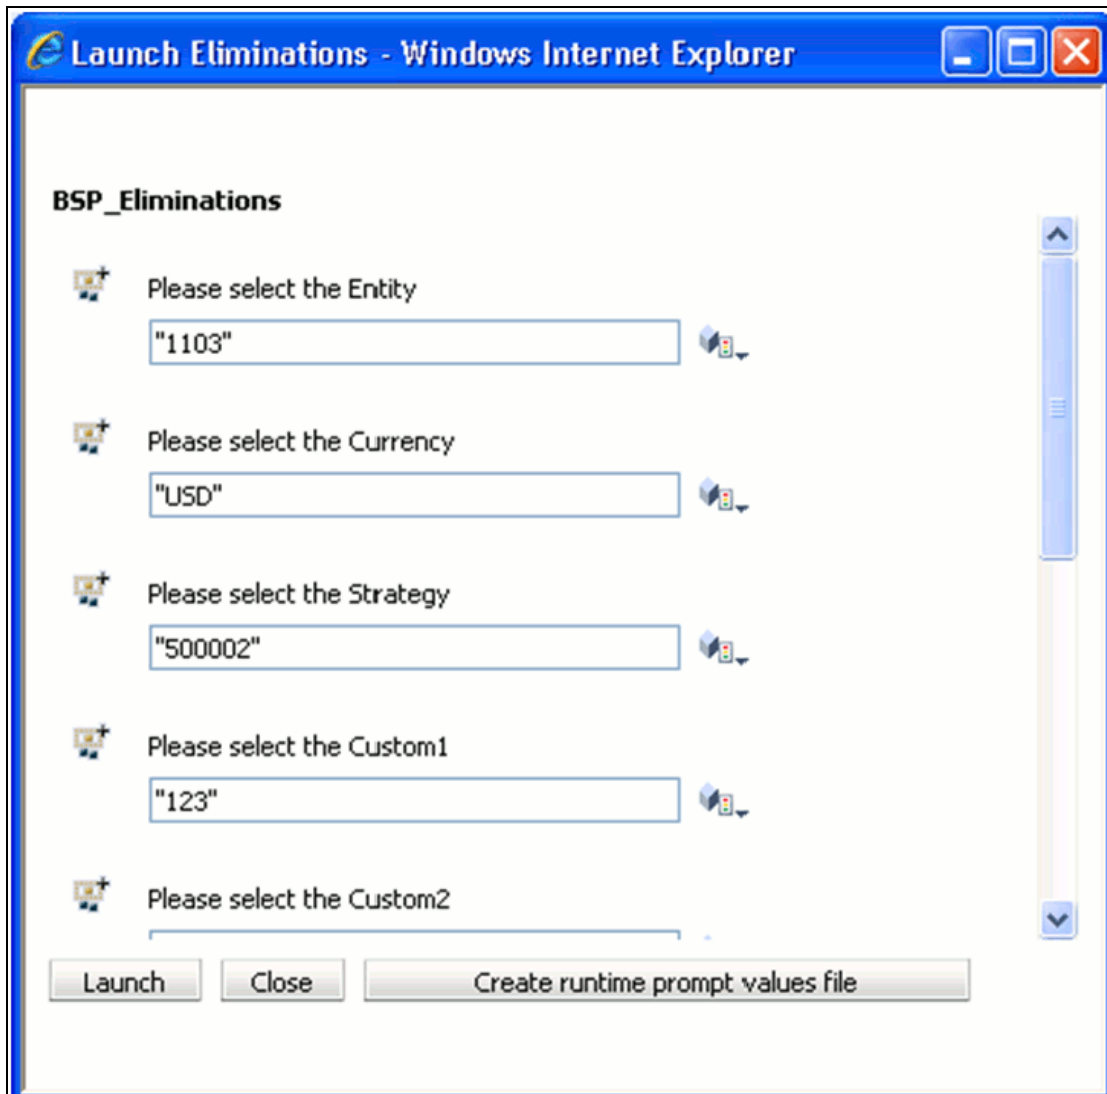 Launch Eliminations - Windows Internet Explorer
BSP_Eliminations
Please select the Entity
"1103"
Please select the Currency
"USD"
Please select the Strategy
"500002"
Please select the Custom1
"123"
Please select the Custom2
Launch Close Create runtime prompt values file